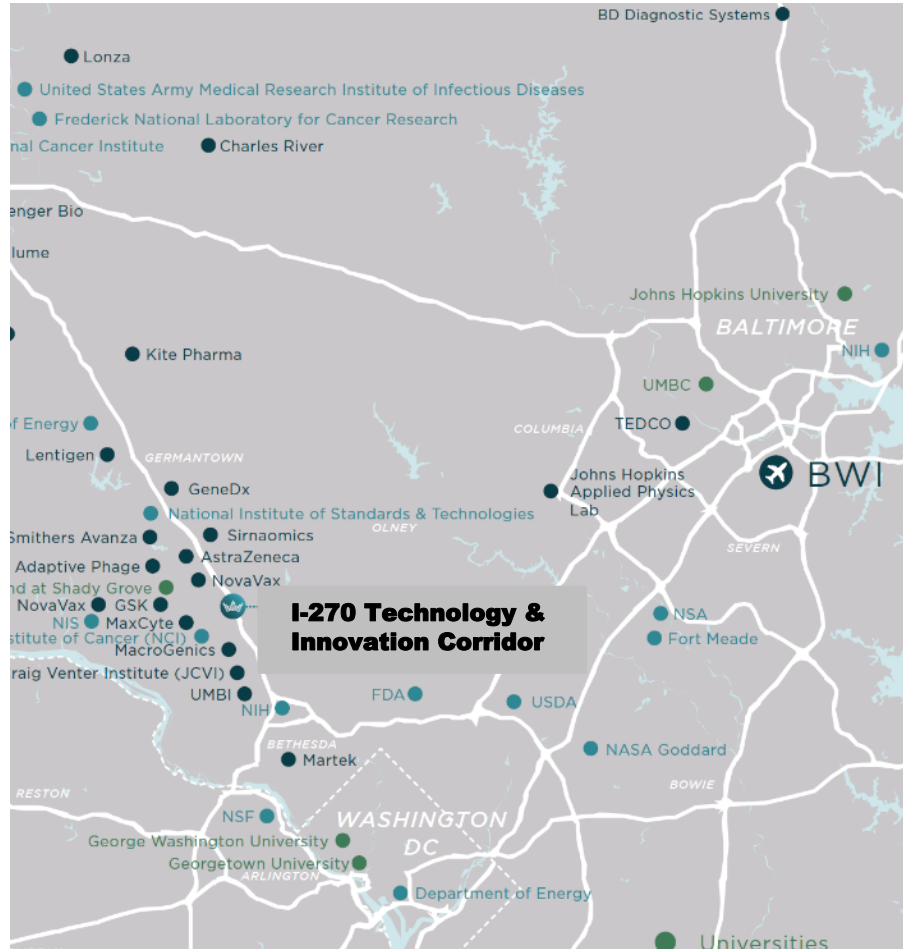 BD Diagnostic Systems
Lonza
United States Army Medical Research Institute of Infectious Diseases
Frederick National Laboratory for Cancer Research
nal Cancer Institute
Charles River
enger Bio
lume
Johns Hopkins University
BALTIMORE
NIH
Kite Pharma
UMBC
of Energy
TEDCO
COLUMBIA
Lentigen
GERMANTOWN
BWI
Johns Hopkins
Applied Physics
Lab
GeneDx
National Institute of Standards & Technologies
OLNEY
Smithers Avanza
Sirnaomics
SEVERN
AstraZeneca
Adaptive Phage
NovaVax
nd at Shady Grove
NovaVax
GSK
I-270 Technology &
Innovation Corridor
NSA
NIS
MaxCyte
stitute of Cancer (NCI)
Fort Meade
MacroGenics
raig Venter Institute (JCVI)
UMBI
FDA
USDA
NIH
BETHESDA
Martek
NASA Goddard
BOWIE
RESTON
NSF
WASHINGTON
DC
George Washington University
Georgetown University
ARLINGTON
Department of Energy
Universities